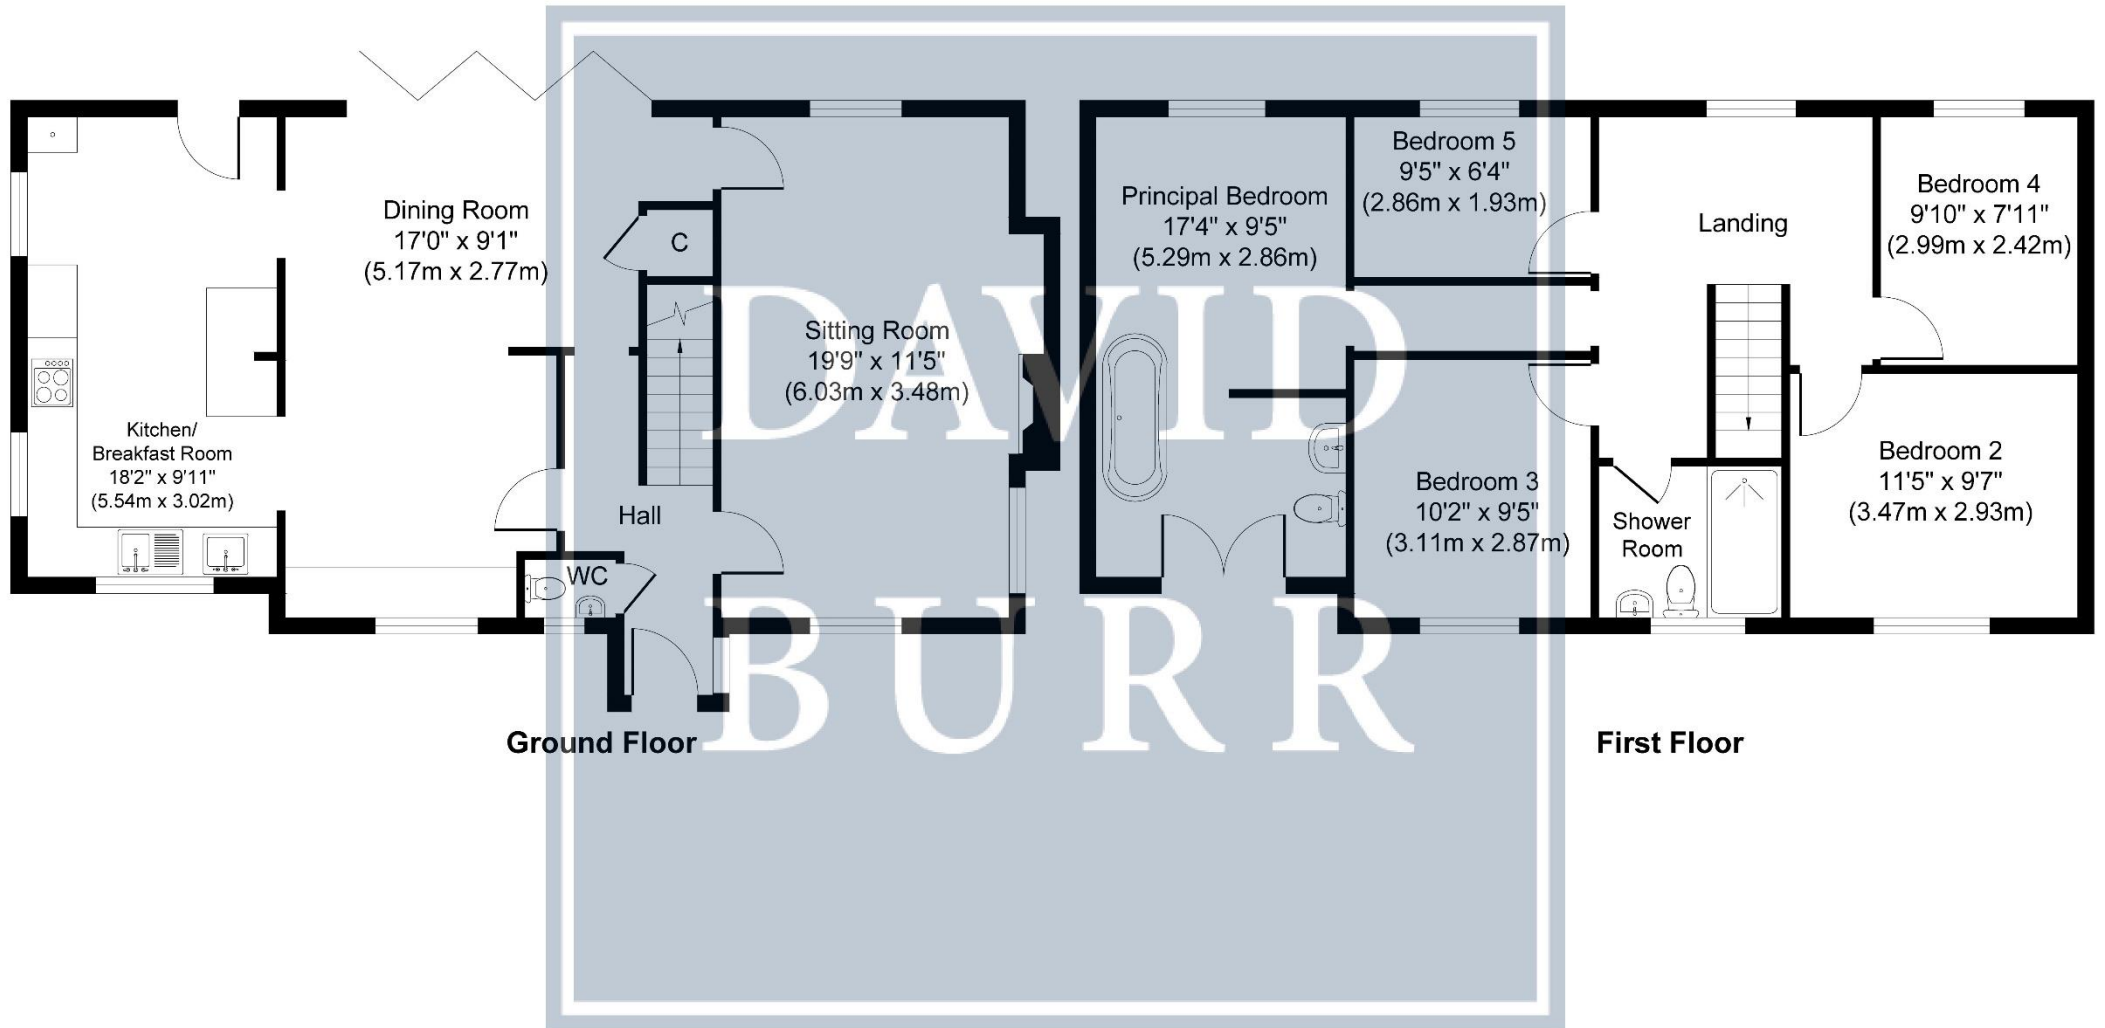 Kitchen/
Breakfast Room
18'2" x 9'11"
(5.54m x 3.02m)
Dining Room
17'0" x 9'1"
(5.17m x 2.77m)
C
Hall
WC
Sitting Room
19'9" x 11'5"
(6.03m x 3.48m)
Ground Floor
Principal Bedroom
17'4" x 9'5"
(5.29m x 2.86m)
Bedroom 5
9'5" x 6'4"
(2.86m x 1.93m)
Landing
Bedroom 4
9'10" x 7'11"
(2.99m x 2.42m)
Bedroom 3
10'2" x 9'5"
(3.11m x 2.87m)
Shower
Room
Bedroom 2
11'5" x 9'7"
(3.47m x 2.93m)
First Floor
DAVID
BURR